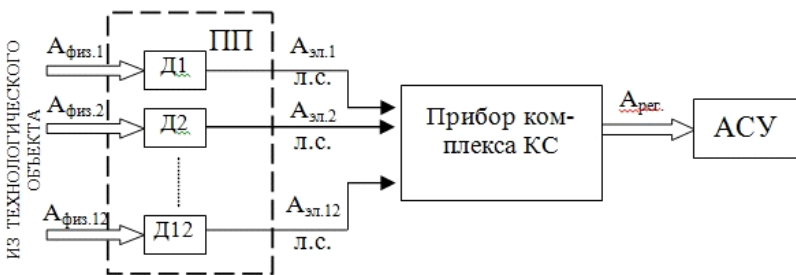 ИЗ ТЕХНОЛОГИЧЕСКОГО
ОБЪЕКТА
ПП
Aфиз.1
Д1
Aэл.1
л.с.
Aфиз.2
Д2
Aэл.2
л.с.
Aфиз.12
Д12
Aэл.12
л.с.
Прибор ком-
плекса КС
Aрег.
АСУ